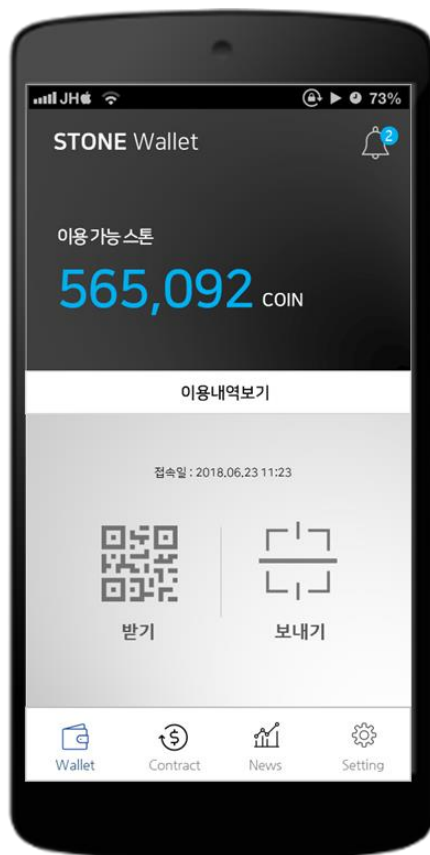 JH 73%
STONE Wallet
2
이용 가능 스톤
565,092 COIN
이용내역보기
접속일 : 2018.06.23 11:23
받기 보내기
Wallet Contract News Setting